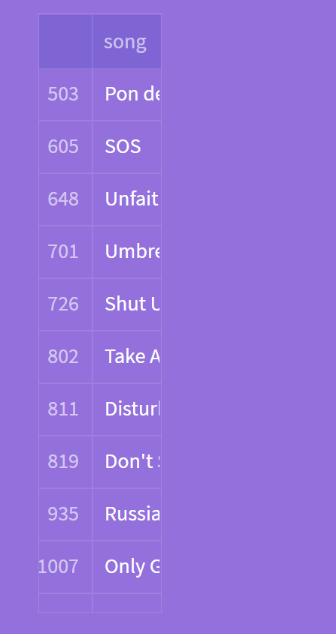 song
503 Pon de
605 SOS
648 Unfait
701 Umbre
726 Shut U
802 Take A
811 Distur
819 Don't
935 Russia
1007 Only G